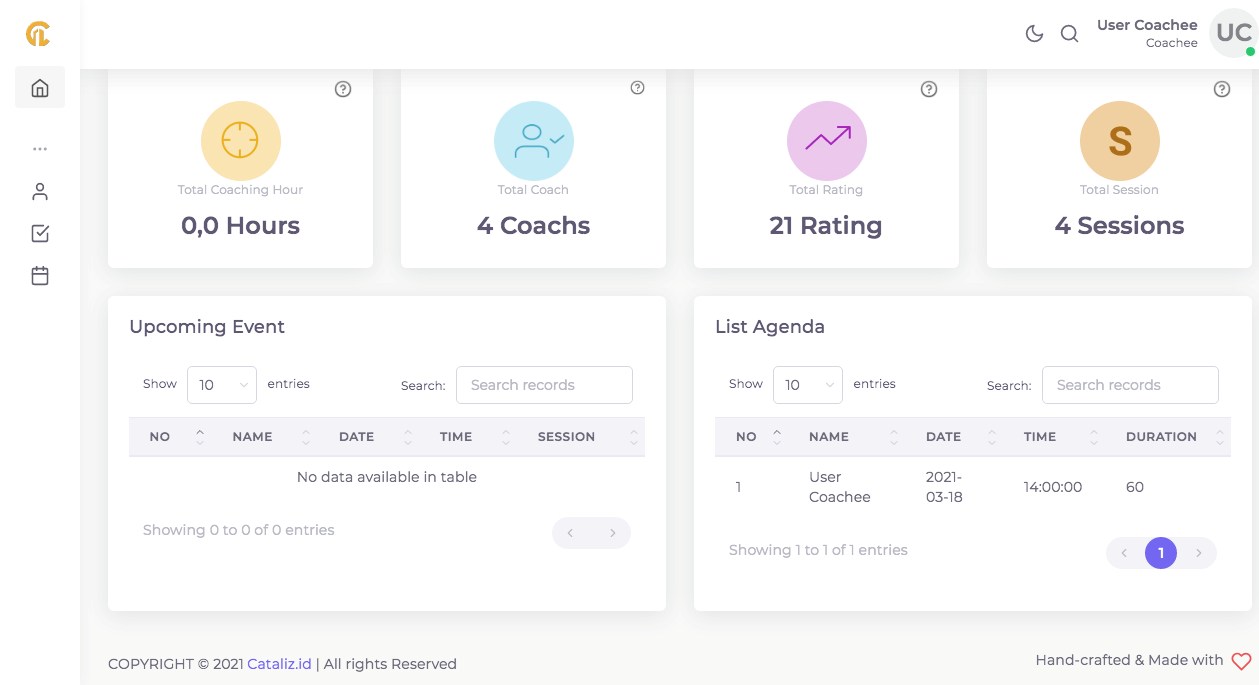 User Coachee
Coachee
UC
Total Coaching Hour
0,0 Hours
Total Coach
4 Coachs
Total Rating
21 Rating
S
Total Session
4 Sessions
Upcoming Event
Show 10 entries
Search: Search records
NO NAME DATE TIME SESSION
No data available in table
Showing 0 to 0 of 0 entries
List Agenda
Show 10 entries
Search: Search records
NO NAME DATE TIME DURATION
1 User Coachee 2021-03-18 14:00:00 60
Showing 1 to 1 of 1 entries
1
COPYRIGHT © 2021 Cataliz.id | All rights Reserved
Hand-crafted & Made with